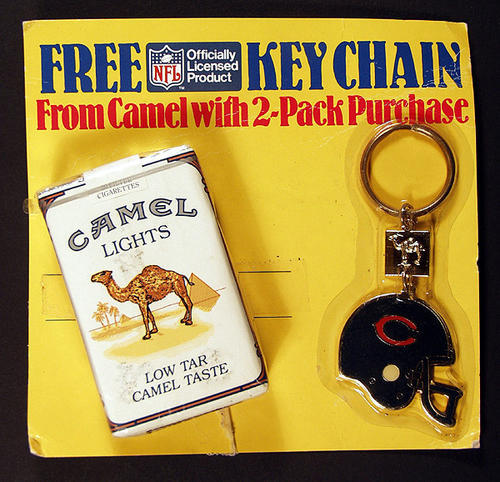 FREE NFL Officially Licensed Product KEY CHAIN
From Camel with 2-Pack Purchase
CIGARETTES
CAMEL
LIGHTS
LOW TAR
CAMEL TASTE
C